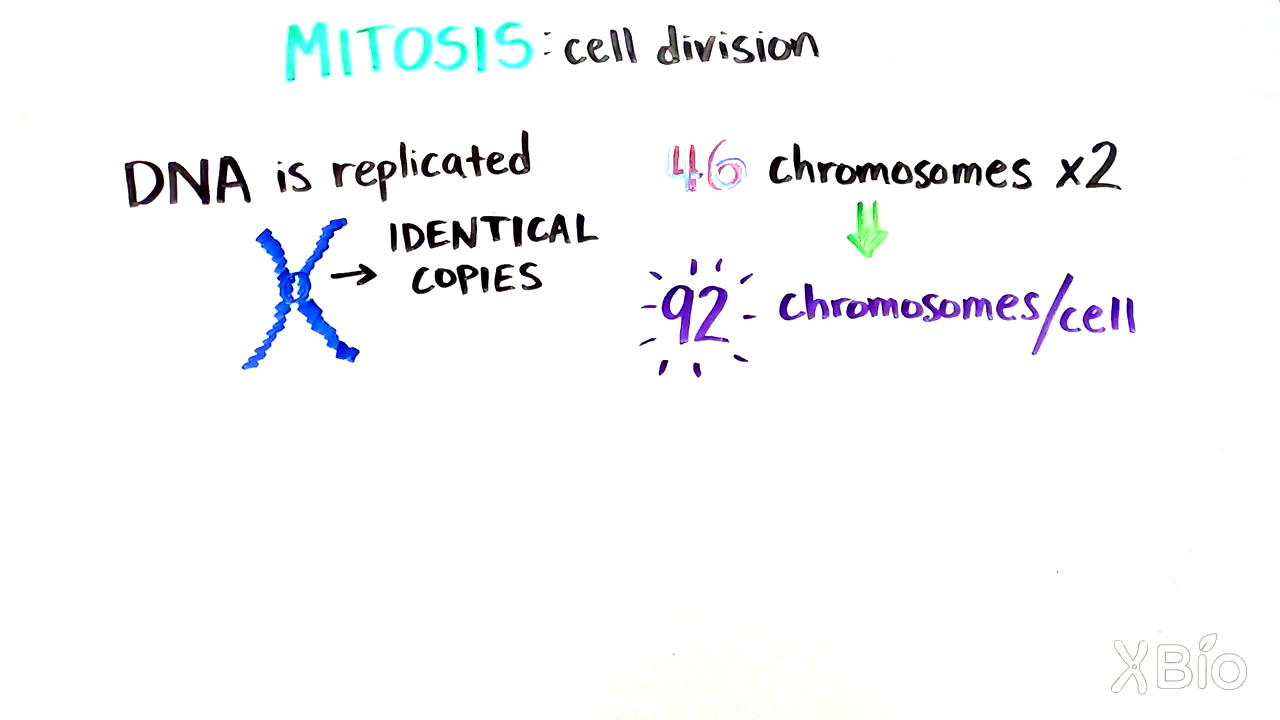 MITOSIS: cell division
DNA is replicated
→ IDENTICAL
COPIES
46 chromosomes x2
92 chromosomes/cell
XBio